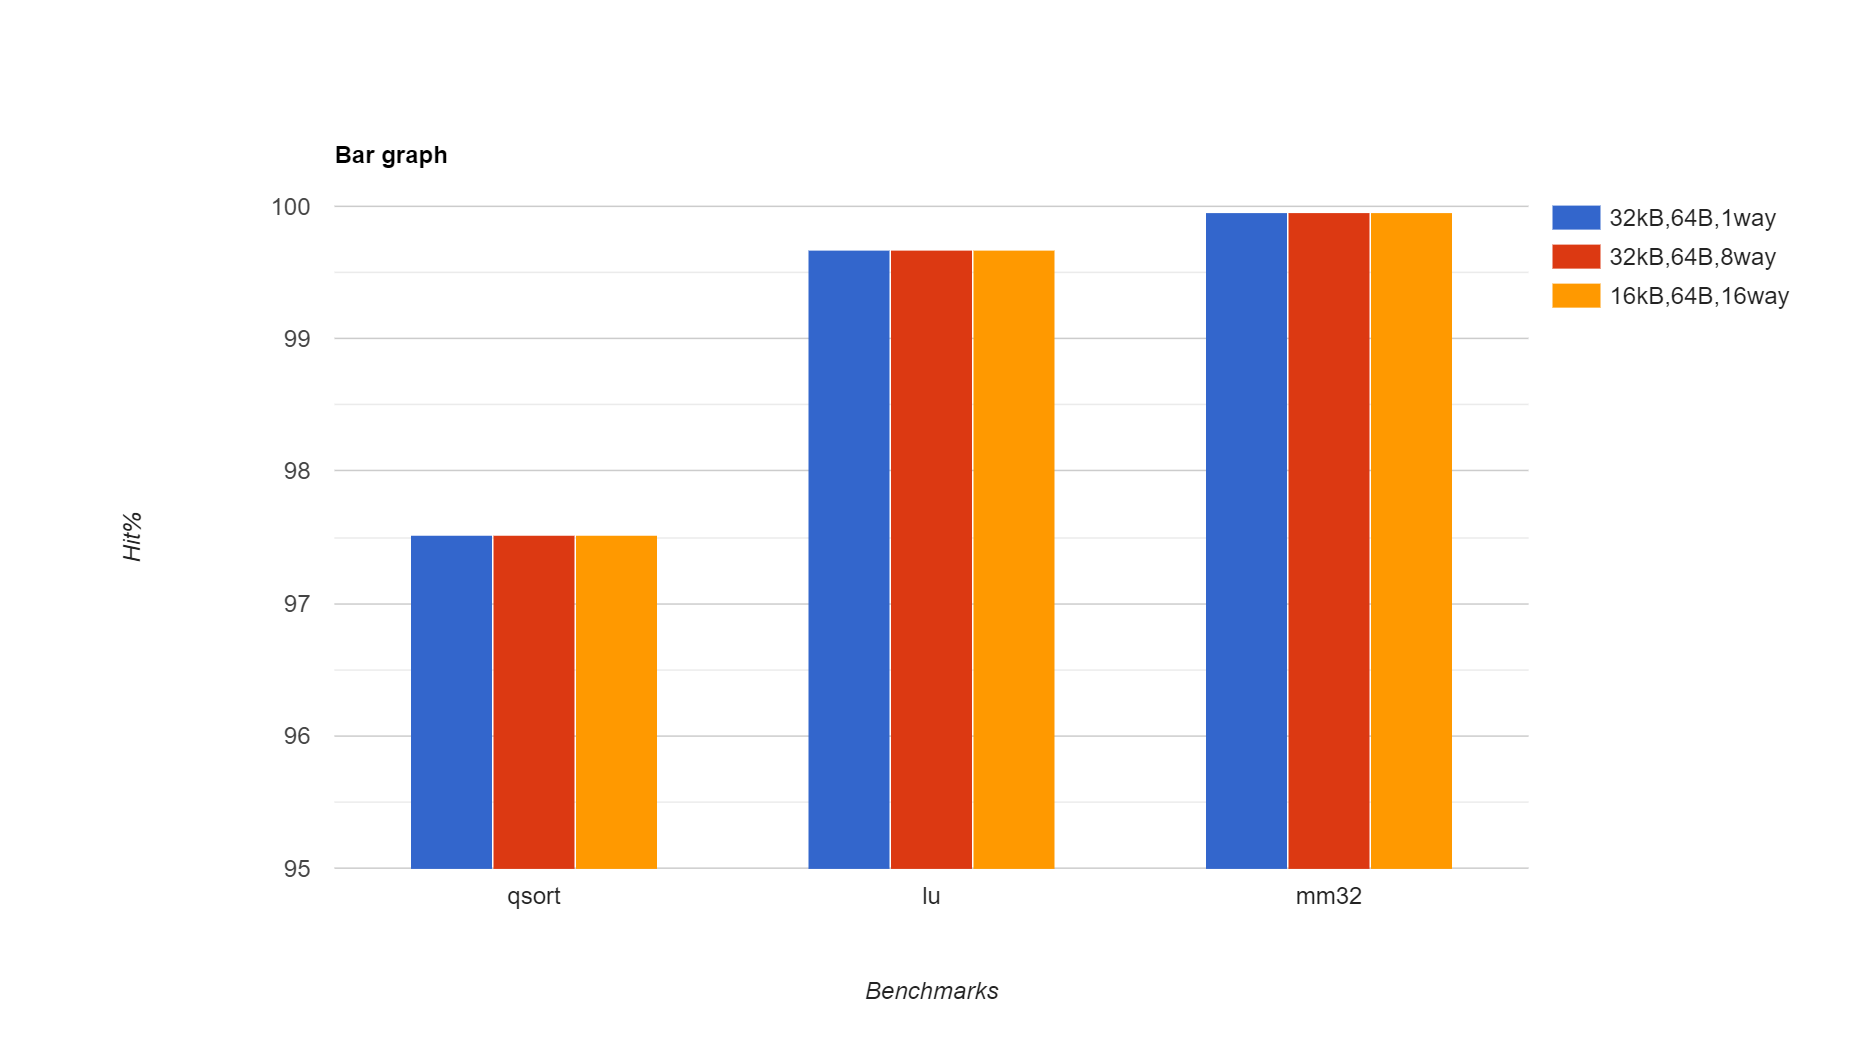 Bar graph
100
99
98
97
96
95
Hit%
qsort
lu
mm32
Benchmarks
32kB,64B,1way
32kB,64B,8way
16kB,64B,16way